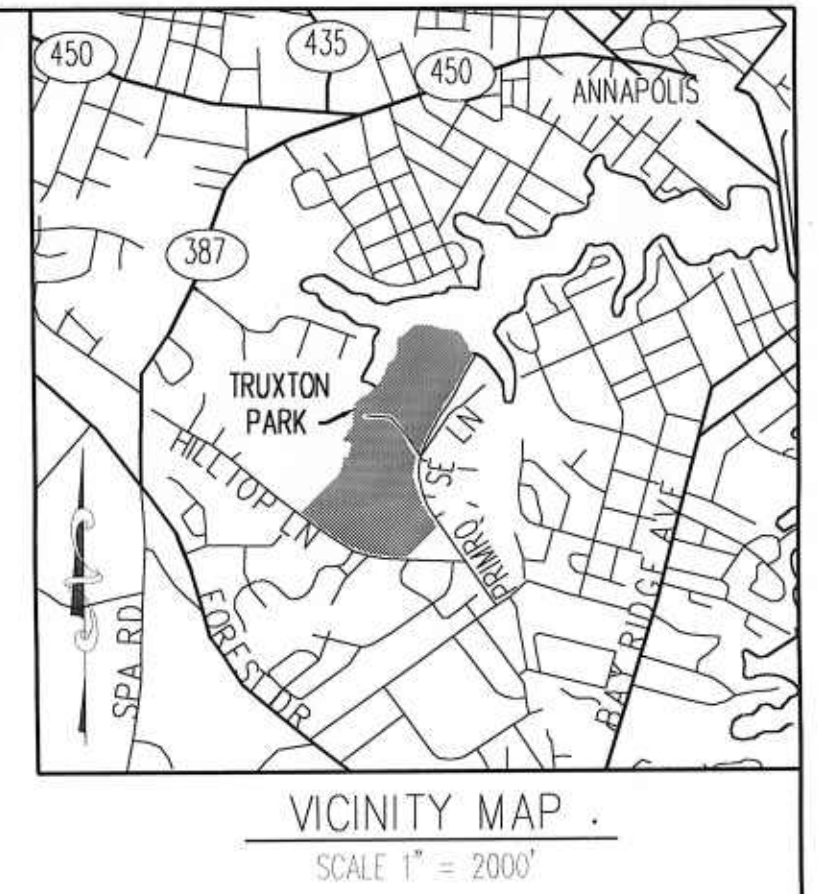 450
435
450
ANNAPOLIS
387
TRUXTON
PARK
HILLTOP LN
PRIMROSE LN
SPA RD
FOREST DR
BAY RIDGE AVE
VICINITY MAP
SCALE 1" = 2000'